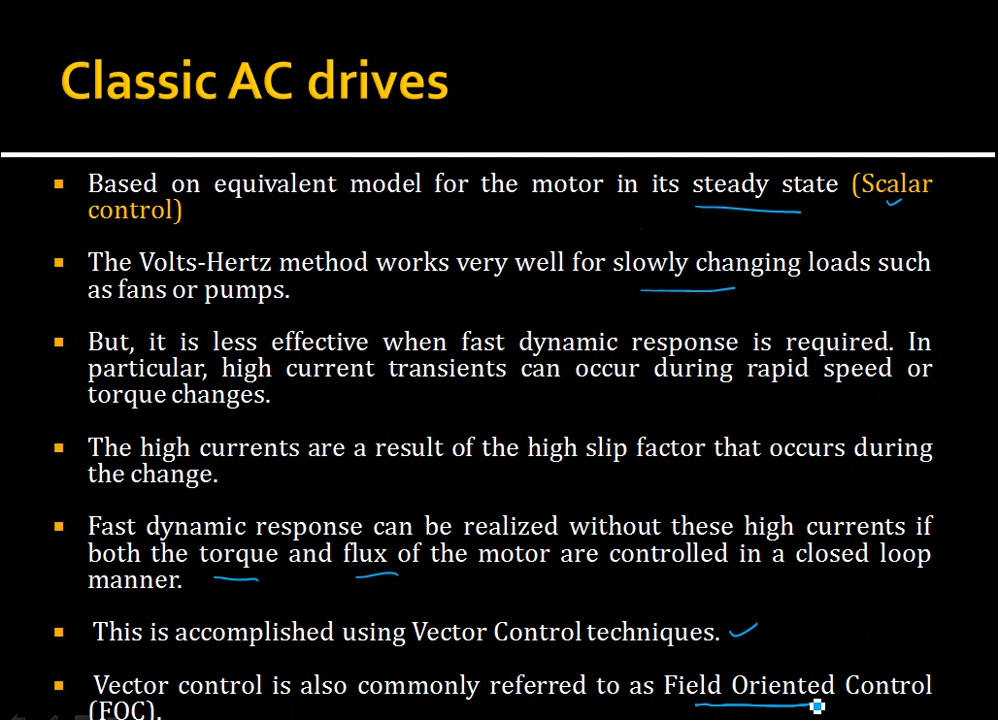 Classic AC drives
Based on equivalent model for the motor in its steady state (Scalar
control)
The Volts-Hertz method works very well for slowly changing loads such
as fans or pumps.
But, it is less effective when fast dynamic response is required. In
particular, high current transients can occur during rapid speed or
torque changes.
The high currents are a result of the high slip factor that occurs during
the change.
Fast dynamic response can be realized without these high currents if
both the torque and flux of the motor are controlled in a closed loop
manner.
This is accomplished using Vector Control techniques.
Vector control is also commonly referred to as Field Oriented Control
(FOC).